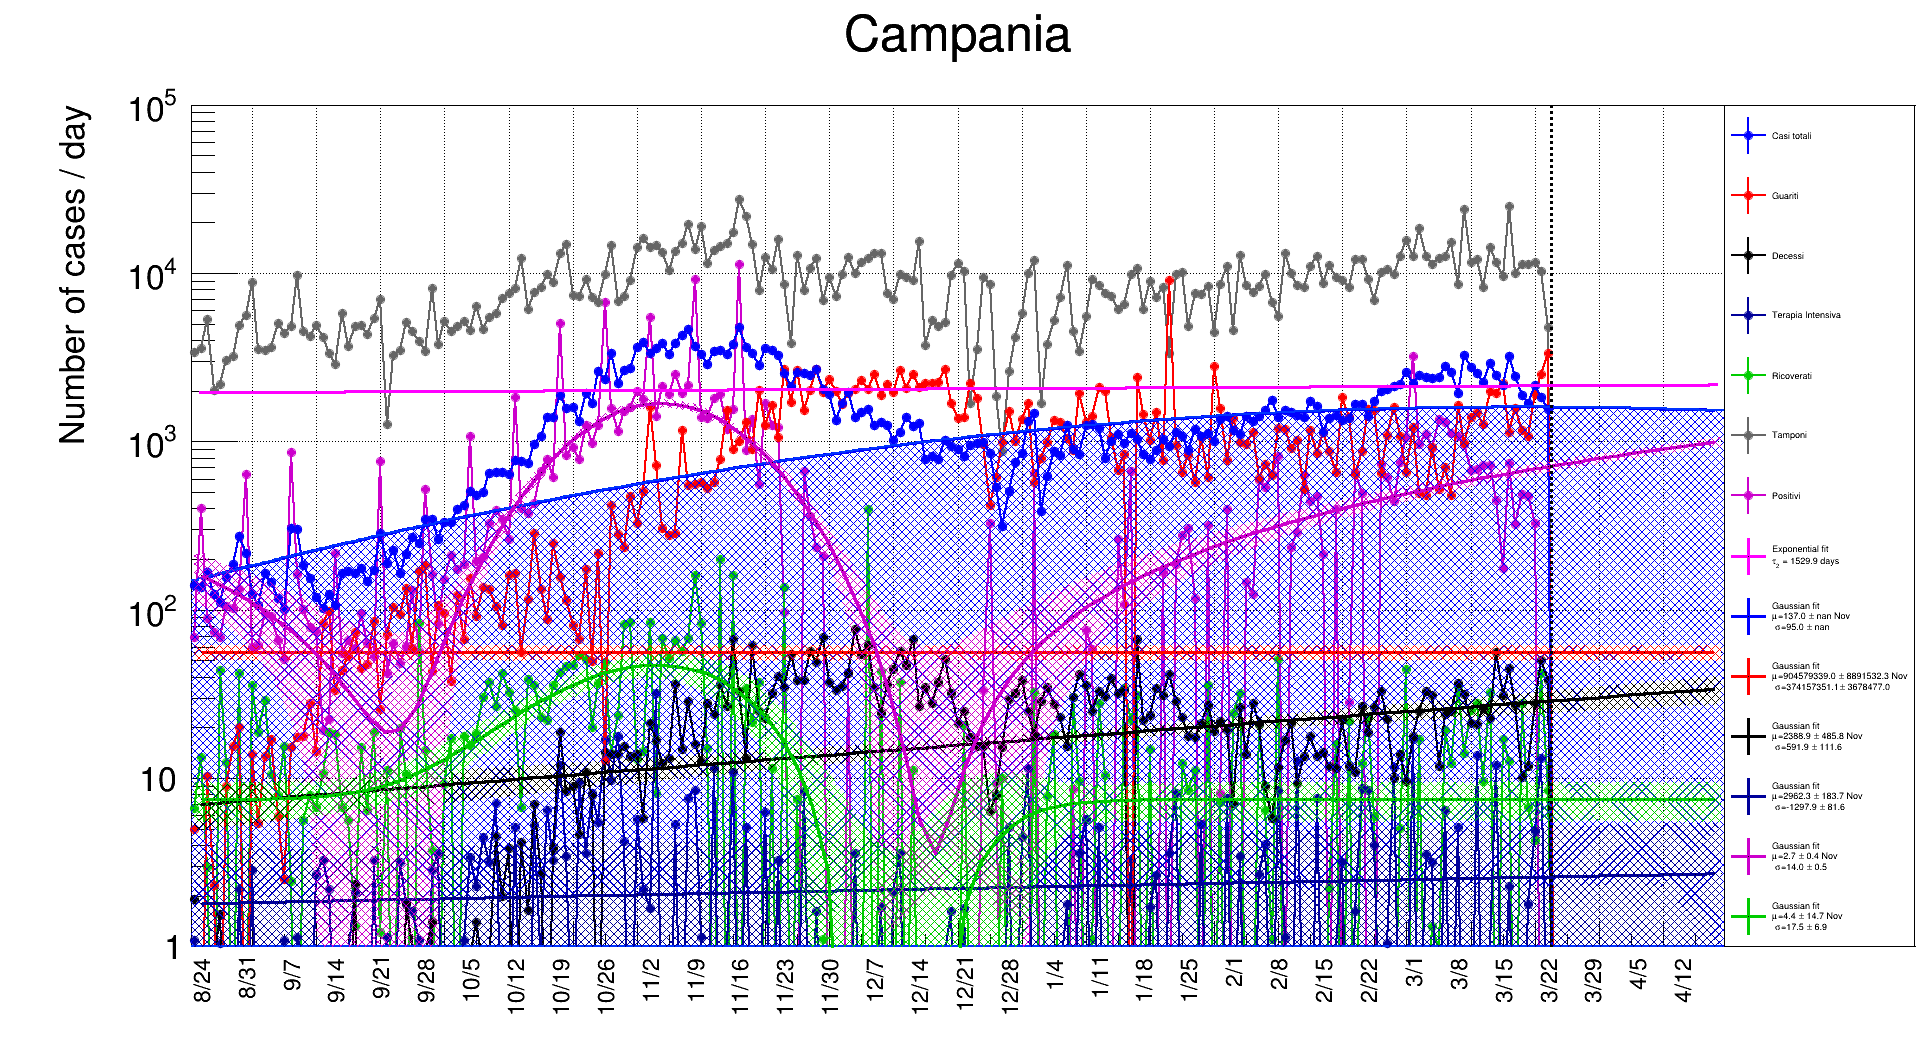 Campania
Number of cases / day
10^5
10^4
10^3
10^2
10
1
8/24
8/31
9/7
9/14
9/21
9/28
10/5
10/12
10/19
10/26
11/2
11/9
11/16
11/23
11/30
12/7
12/14
12/21
12/28
1/4
1/11
1/18
1/25
2/1
2/8
2/15
2/22
3/1
3/8
3/15
3/22
3/29
4/5
4/12
Casi totali
Guariti
Decessi
Terapia Intensiva
Ricoverati
Tamponi
Positivi
Exponential fit
τ₂ = 1529.9 days
Gaussian fit
μ=137.0 ± nan Nov
σ=95.0 ± nan
Gaussian fit
μ=904579339.0 ± 8891532.3 Nov
σ=374157351.1± 3678477.0
Gaussian fit
μ=2388.9 ± 485.8 Nov
σ=591.9 ± 111.6
Gaussian fit
μ=2962.3 ± 183.7 Nov
σ=-1297.9 ± 81.6
Gaussian fit
μ=2.7 ± 0.4 Nov
σ=14.0 ± 0.5
Gaussian fit
μ=4.4 ± 14.7 Nov
σ=17.5 ± 6.9